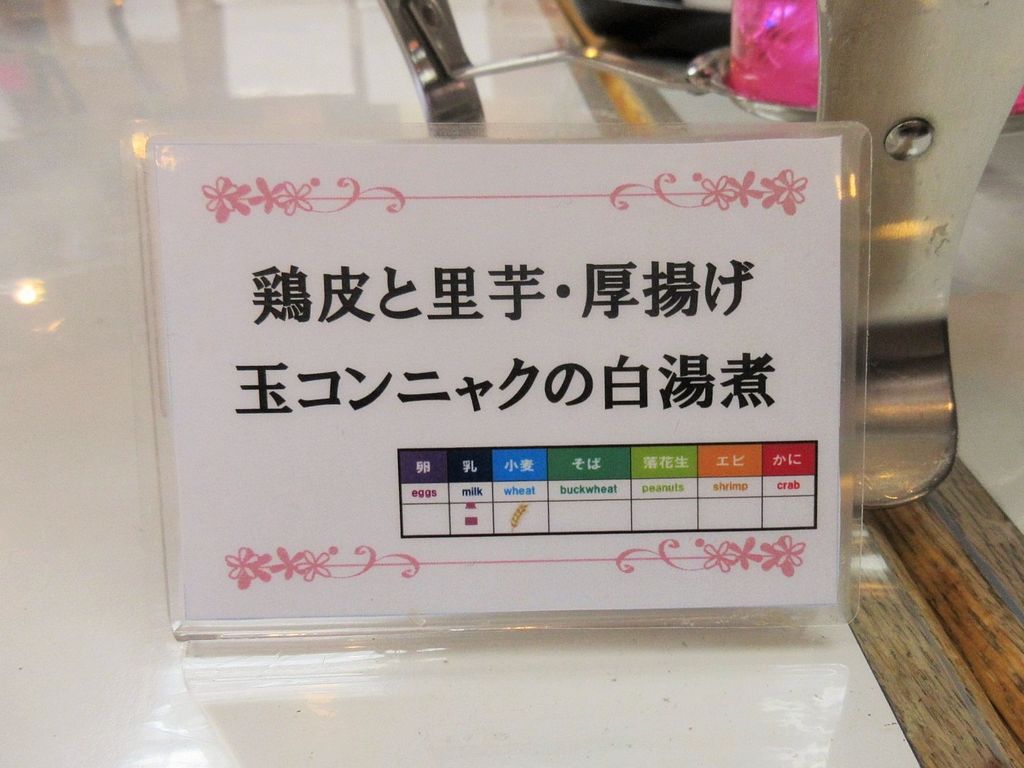 鶏皮と里芋・厚揚げ
玉コンニャクの白湯煮
卵 乳 小麦 そば 落花生 エビ かに
eggs milk wheat buckwheat peanuts shrimp crab